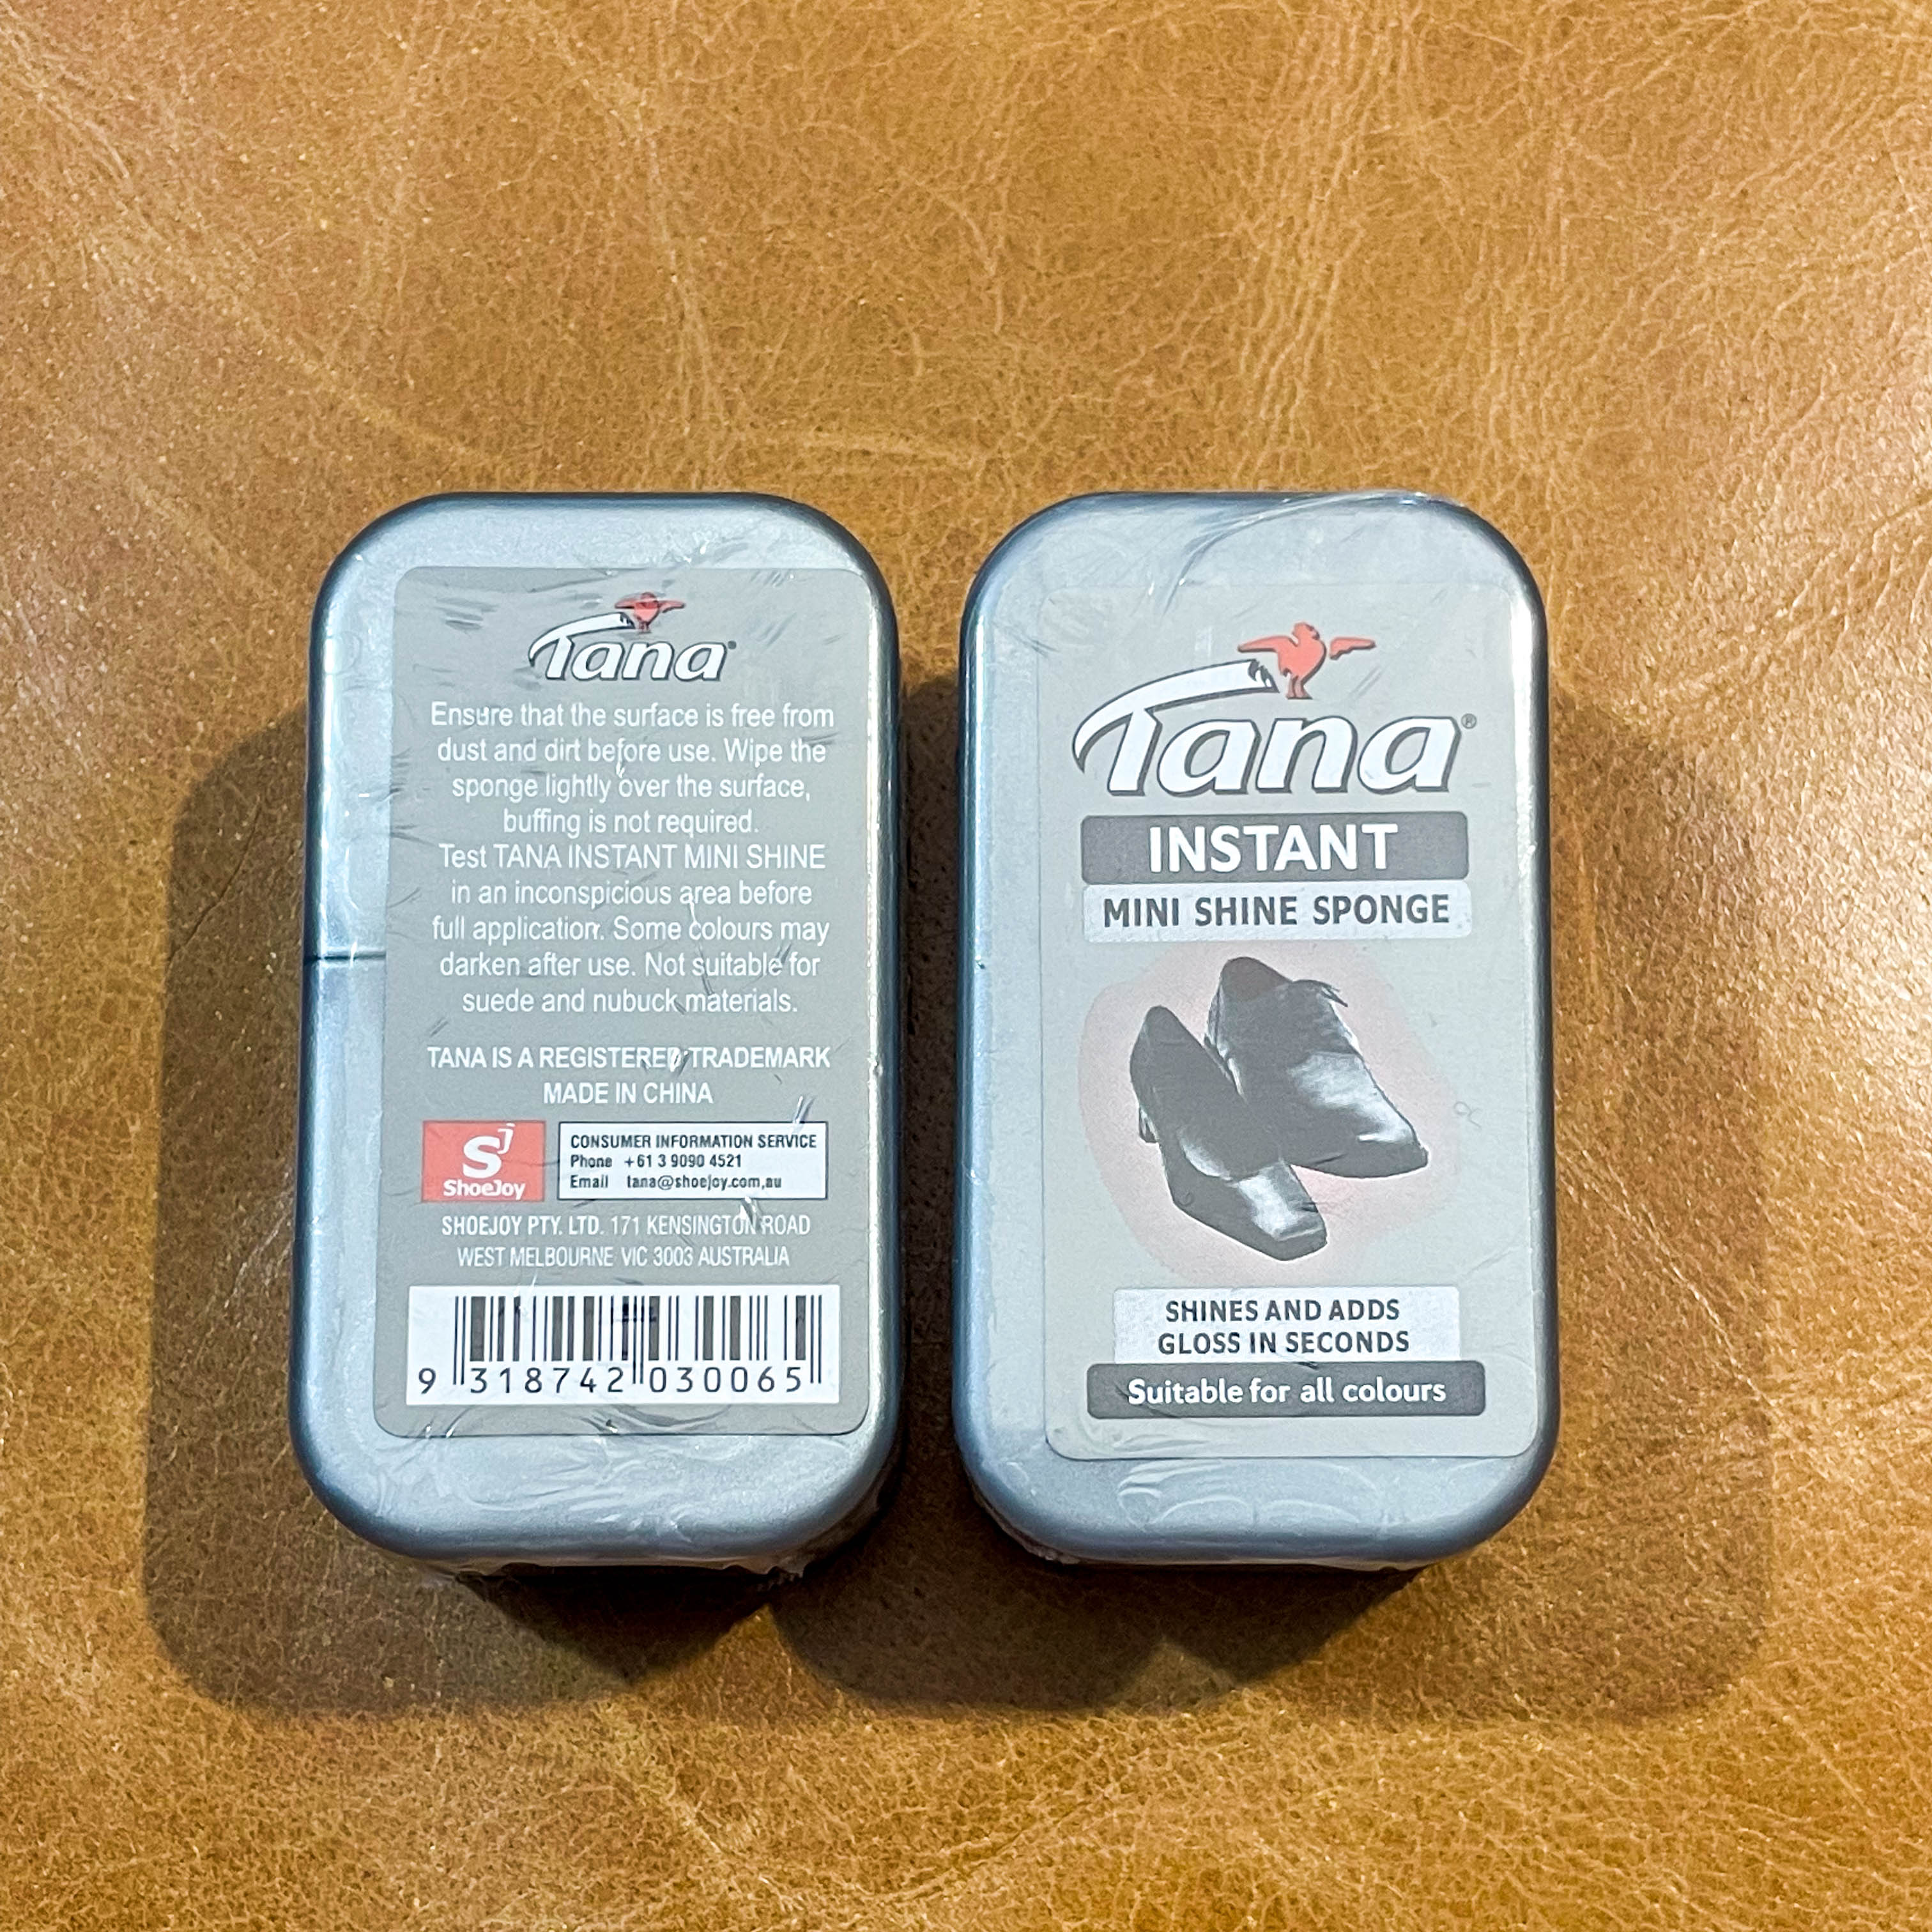 Tana®
Ensure that the surface is free from
dust and dirt before use. Wipe the
sponge lightly over the surface,
buffing is not required.
Test TANA INSTANT MINI SHINE
in an inconspicious area before
full application. Some colours may
darken after use. Not suitable for
suede and nubuck materials.
TANA IS A REGISTERED TRADEMARK
MADE IN CHINA
SJ
ShoeJoy
CONSUMER INFORMATION SERVICE
Phone +61 3 9090 4521
Email tana@shoejoy.com,au
SHOEJOY PTY. LTD. 171 KENSINGTON ROAD
WEST MELBOURNE VIC 3003 AUSTRALIA
9 318742 030065
Tana®
INSTANT
MINI SHINE SPONGE
SHINES AND ADDS
GLOSS IN SECONDS
Suitable for all colours